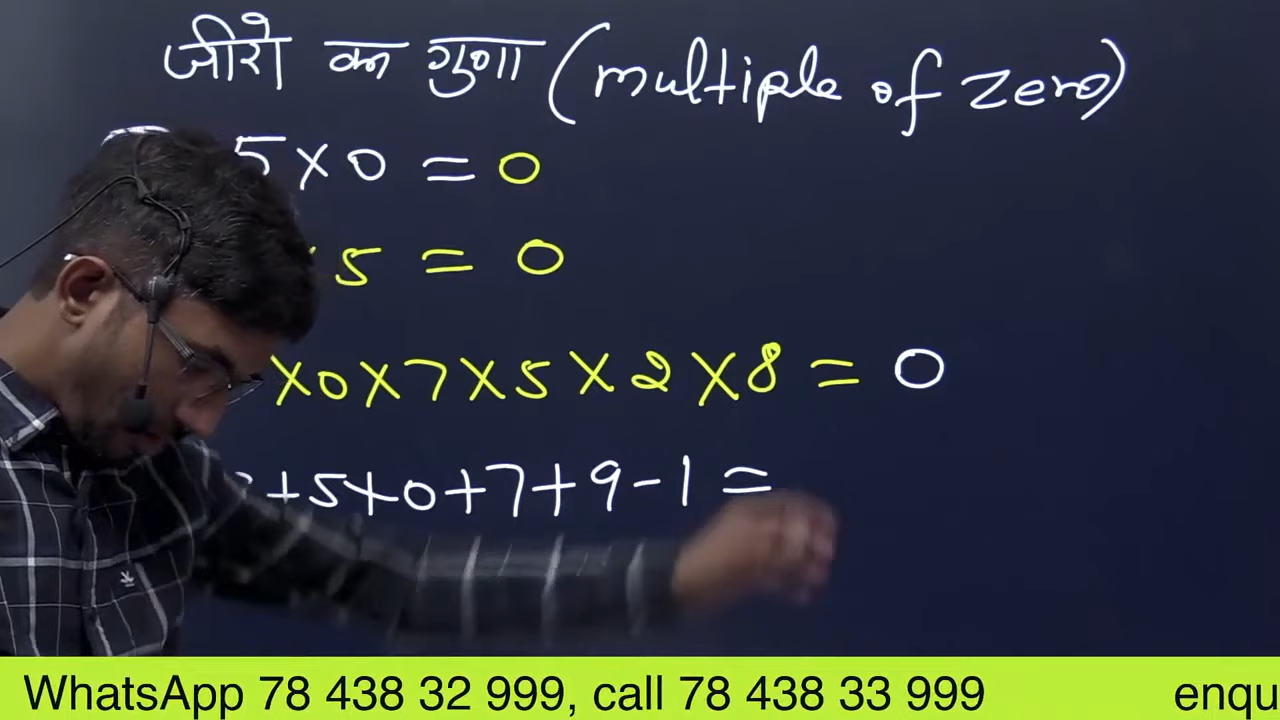 जीरो का गुणा (multiple of zero)
5 × 0 = 0
5 = 0
× 0 × 7 × 5 × 2 × 8 = 0
+ 5 + 0 + 7 + 9 - 1 =
WhatsApp 78 438 32 999, call 78 438 33 999 enqu